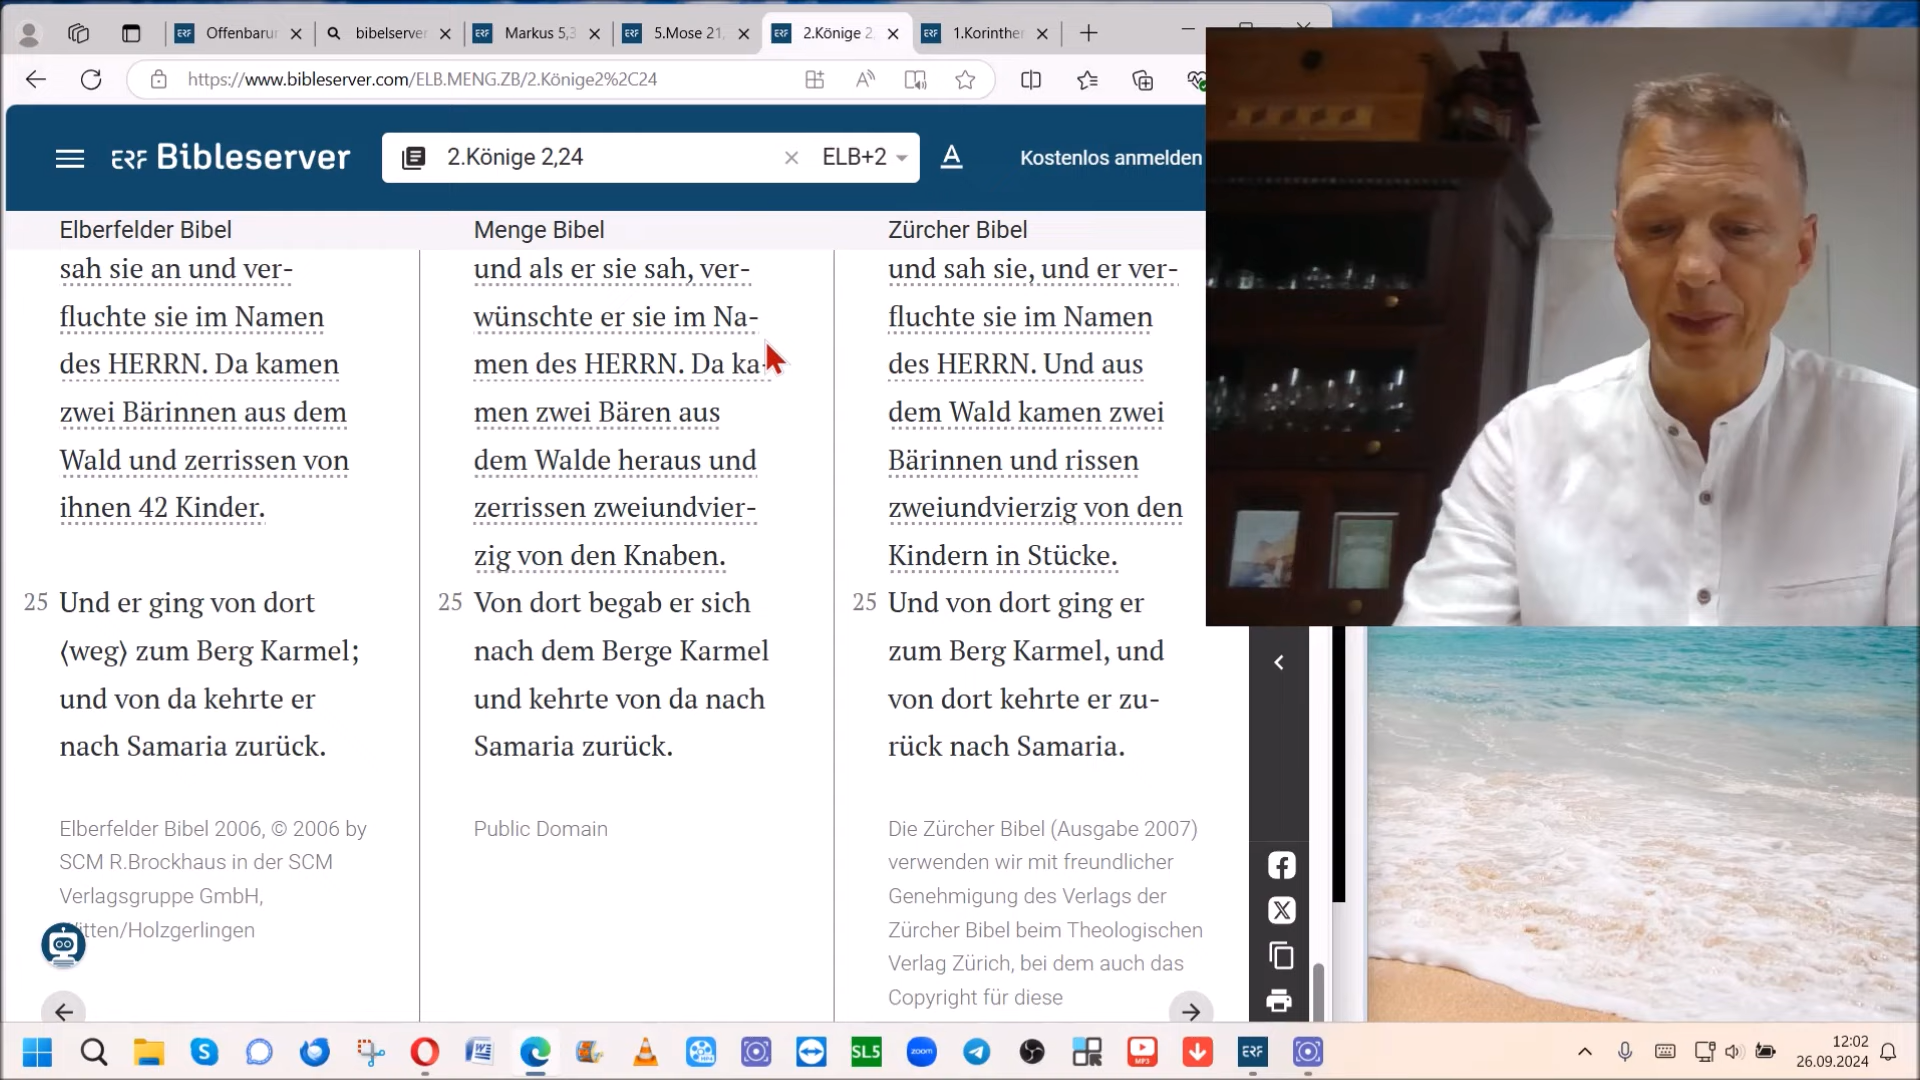 Offenbaru
bibelserve
Markus 5,3
5.Mose 21,
2.Könige 2,
1.Korinthe
https://www.bibleserver.com/ELB.MENG.ZB/2.Könige2%2C24
ERF Bibleserver
2.Könige 2,24
ELB+2
A
Kostenlos anmelden
Elberfelder Bibel
sah sie an und ver-
fluchte sie im Namen
des HERRN. Da kamen
zwei Bärinnen aus dem
Wald und zerrissen von
ihnen 42 Kinder.
25 Und er ging von dort
⟨weg⟩ zum Berg Karmel;
und von da kehrte er
nach Samaria zurück.
Elberfelder Bibel 2006, © 2006 by
SCM R.Brockhaus in der SCM
Verlagsgruppe GmbH,
itten/Holzgerlingen
Menge Bibel
und als er sie sah, ver-
wünschte er sie im Na-
men des HERRN. Da ka-
men zwei Bären aus
dem Walde heraus und
zerrissen zweiundvier-
zig von den Knaben.
25 Von dort begab er sich
nach dem Berge Karmel
und kehrte von da nach
Samaria zurück.
Public Domain
Zürcher Bibel
und sah sie, und er ver-
fluchte sie im Namen
des HERRN. Und aus
dem Wald kamen zwei
Bärinnen und rissen
zweiundvierzig von den
Kindern in Stücke.
25 Und von dort ging er
zum Berg Karmel, und
von dort kehrte er zu-
rück nach Samaria.
Die Zürcher Bibel (Ausgabe 2007)
verwenden wir mit freundlicher
Genehmigung des Verlags der
Zürcher Bibel beim Theologischen
Verlag Zürich, bei dem auch das
Copyright für diese
SL5
zoom
MP3
ERF
12:02
26.09.2024